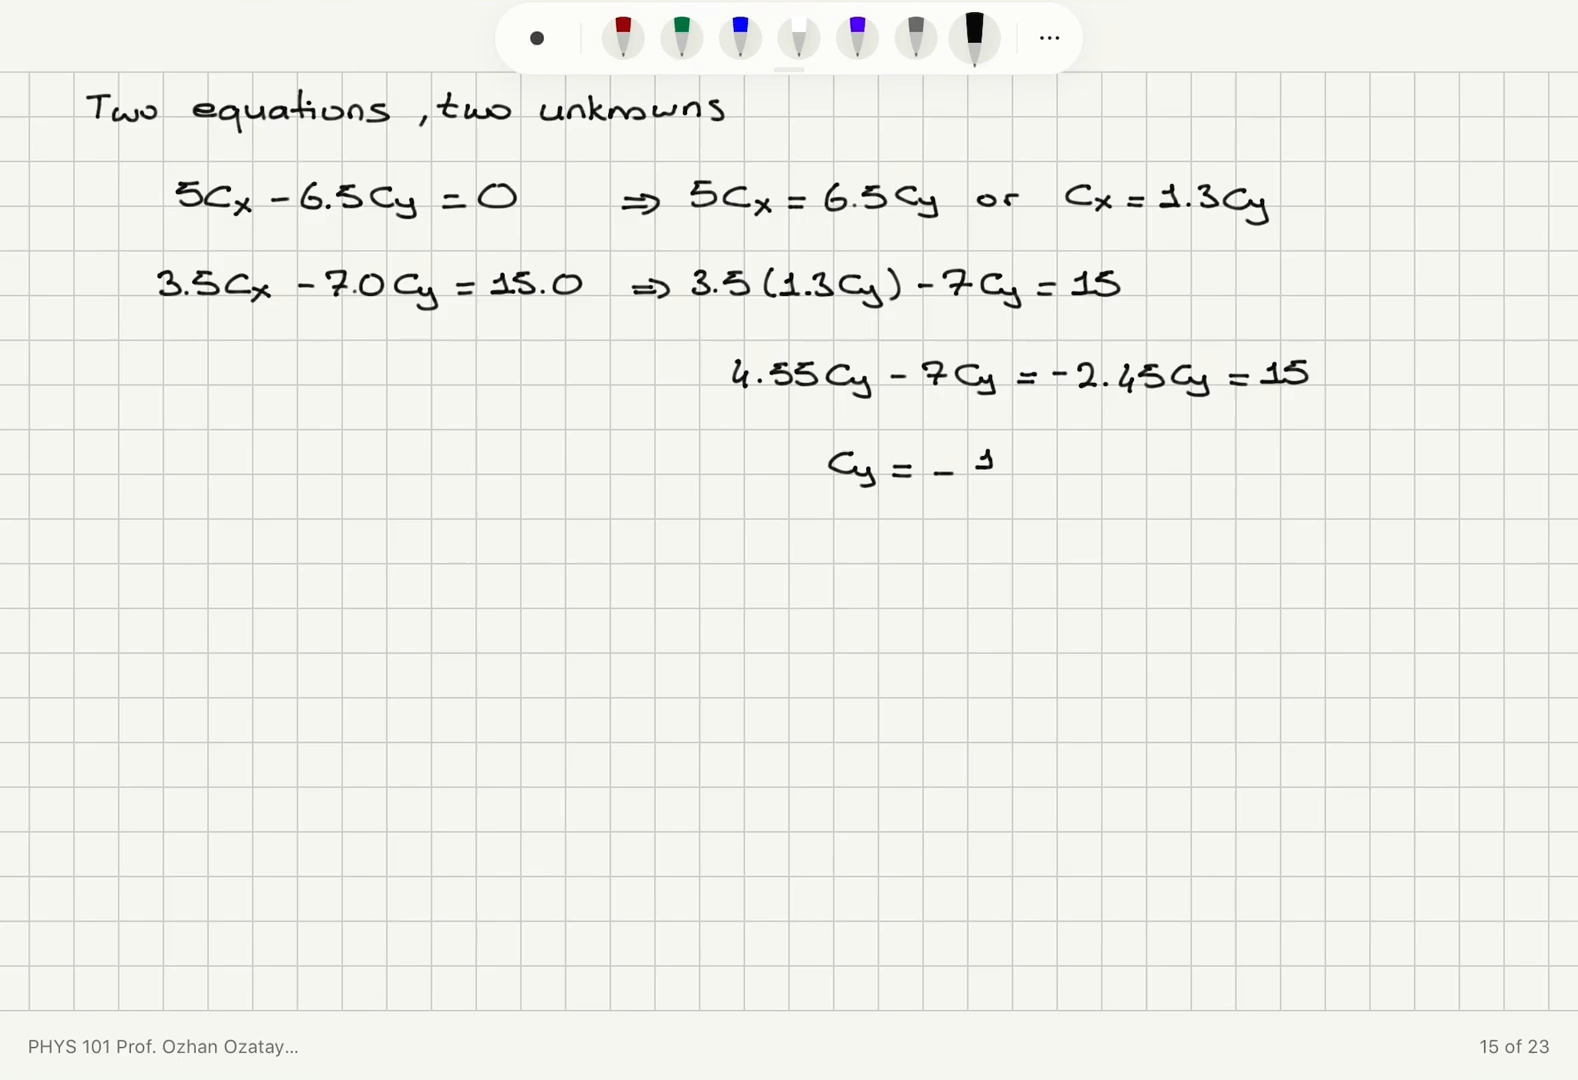 Two equations, two unknowns
5Cx - 6.5Cy = 0 ⇒ 5Cx = 6.5Cy or Cx = 1.3Cy
3.5Cx - 7.0Cy = 15.0 ⇒ 3.5(1.3Cy) - 7Cy = 15
4.55Cy - 7Cy = -2.45Cy = 15
Cy = - 1
PHYS 101 Prof. Ozhan Ozatay...
15 of 23